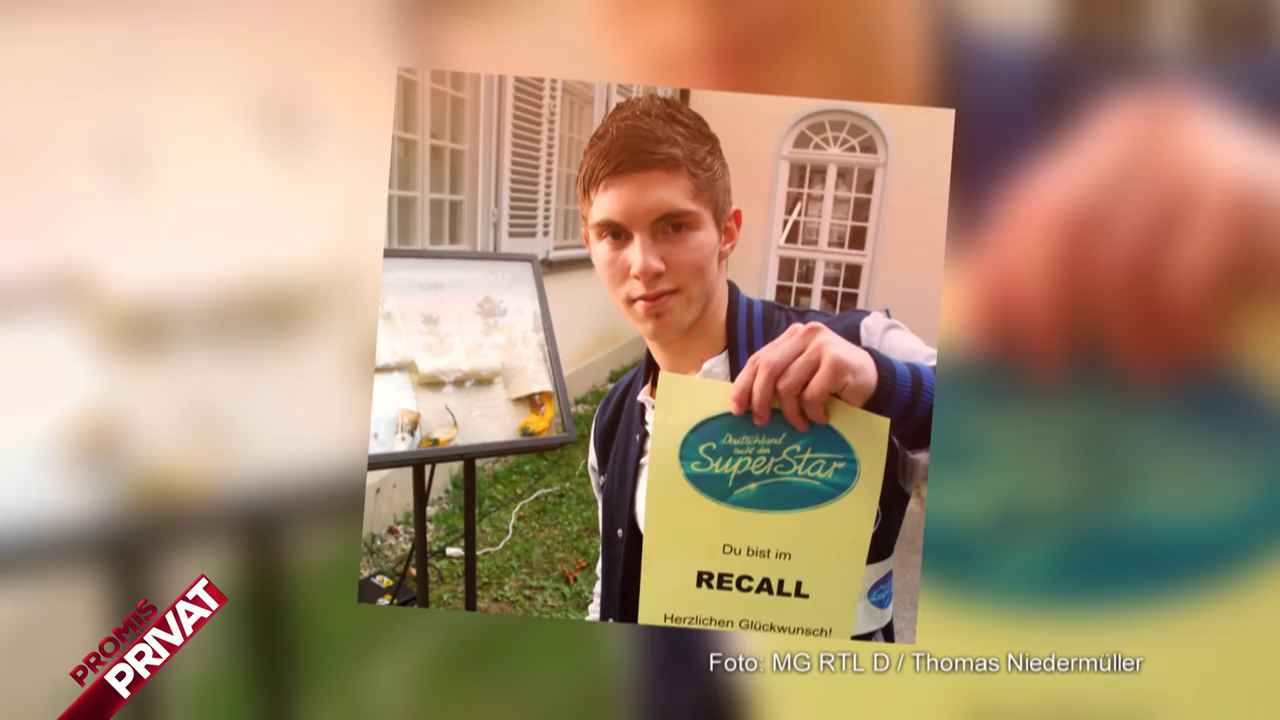 Deutschland
sucht den
SuperStar
Du bist im
RECALL
Herzlichen Glückwunsch!
PROMIS
PRIVAT
Foto: MG RTL D / Thomas Niedermüller